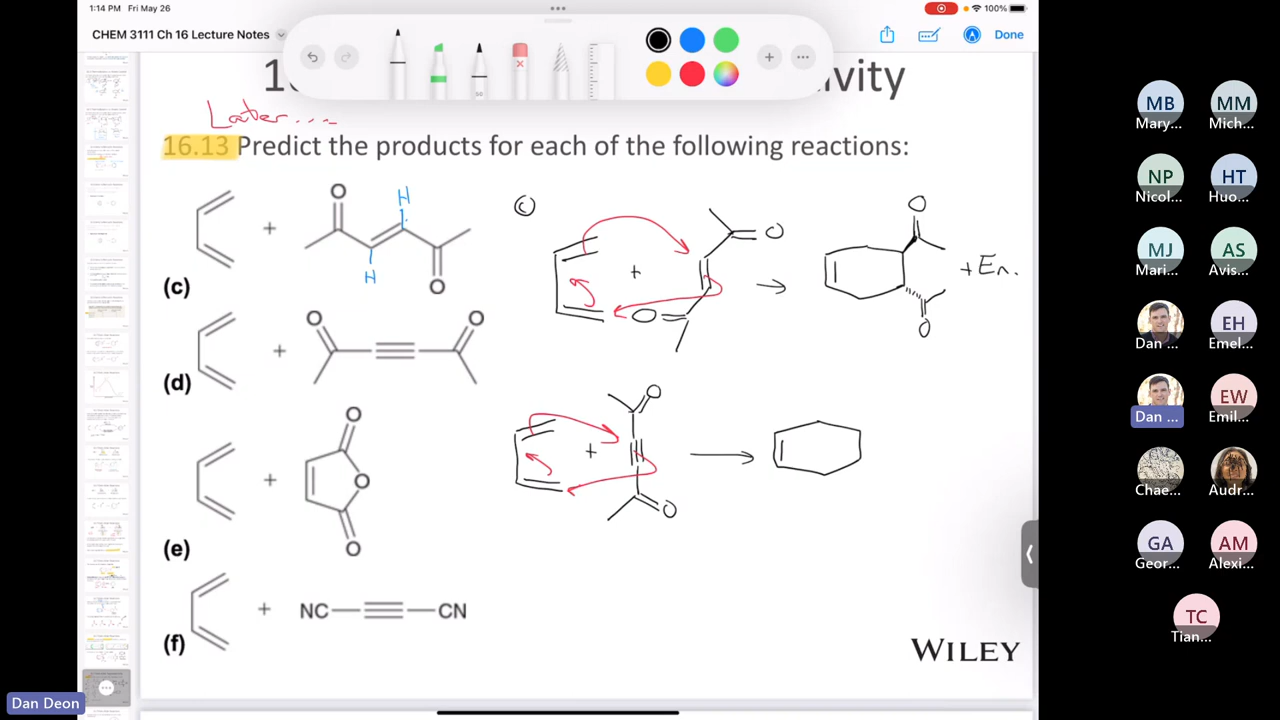 1:14 PM Fri May 26
100%
CHEM 3111 Ch 16 Lecture Notes
Done
Later....
16.13 Predict the products for each of the following reactions:
(c)
+
O
H
H
O
(c)
+
O
O
O
O
+ En.
(d)
+
O
O
+
O
O
(e)
+
O
O
O
(f)
+
NC
CN
WILEY
MB
Mary...
MM
Mich...
NP
Nicol...
HT
Huo...
MJ
Mari...
AS
Avis...
Dan ...
EH
Emel...
Dan ...
EW
Emil...
Chae...
Audr...
GA
Geor...
AM
Alexi...
TC
Tian...
Dan Deon